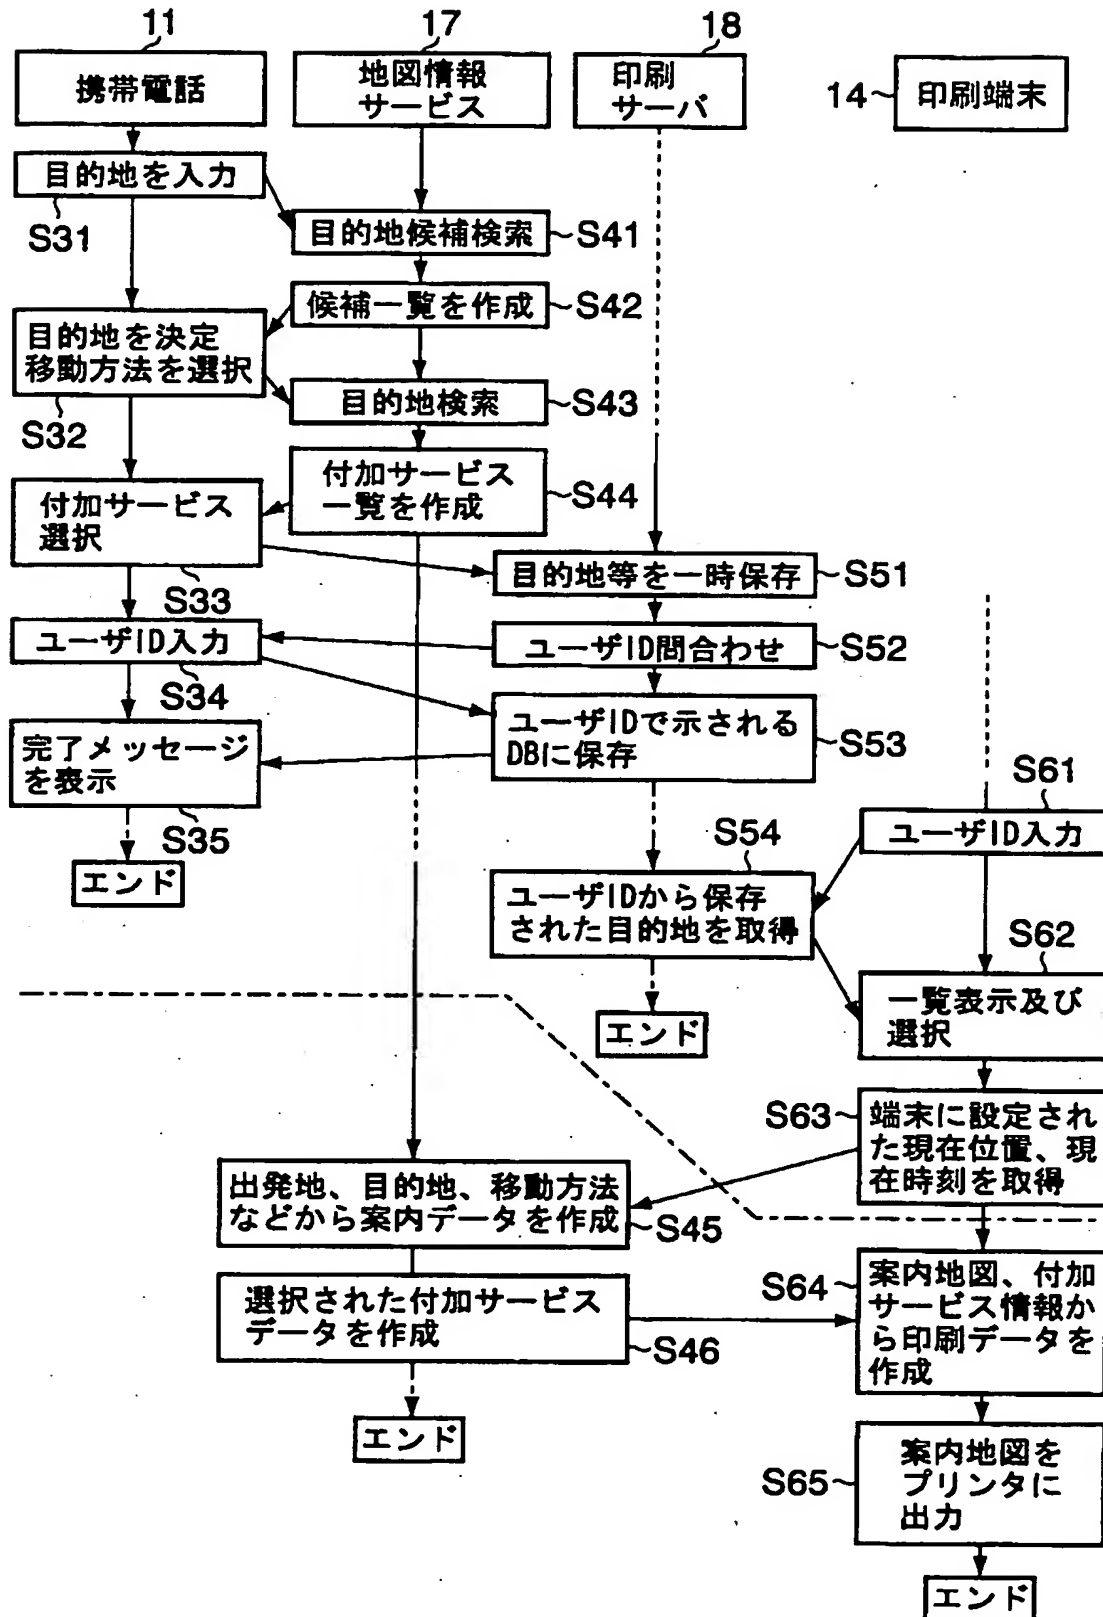 11
携帯電話
17
地図情報
サービス
18
印刷
サーバ
14
印刷端末
目的地を入力
S31
目的地候補検索
S41
候補一覧を作成
S42
目的地を決定
移動方法を選択
S32
目的地検索
S43
付加サービス
一覧を作成
S44
付加サービス
選択
S33
目的地等を一時保存
S51
ユーザID入力
S34
ユーザID問合わせ
S52
完了メッセージ
を表示
S35
ユーザIDで示される
DBに保存
S53
エンド
S61
ユーザID入力
S54
ユーザIDから保存
された目的地を取得
S62
一覧表示及び
選択
エンド
S63
端末に設定され
た現在位置、現
在時刻を取得
出発地、目的地、移動方法
などから案内データを作成
S45
選択された付加サービス
データを作成
S46
S64
案内地図、付加
サービス情報か
ら印刷データを
作成
エンド
S65
案内地図を
プリンタに
出力
エンド